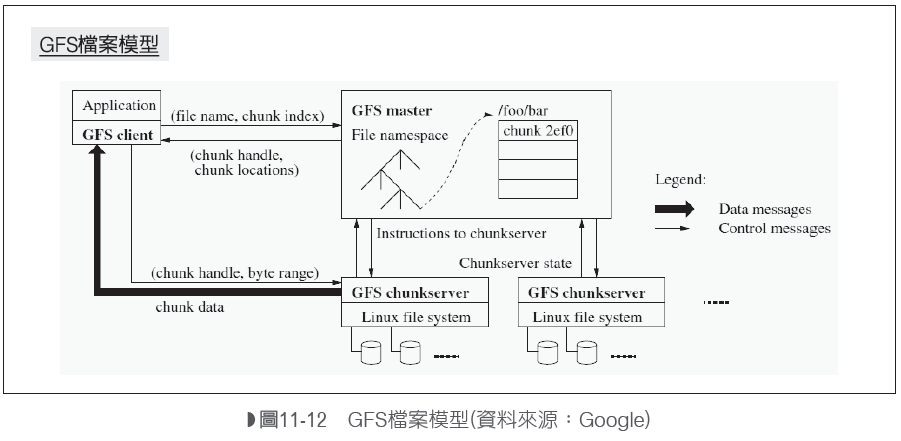 GFS檔案模型
Application
GFS client
(file name, chunk index)
(chunk handle,
chunk locations)
GFS master
File namespace
/foo/bar
chunk 2ef0
Legend:
Data messages
Control messages
Instructions to chunkserver
Chunkserver state
(chunk handle, byte range)
chunk data
GFS chunkserver
Linux file system
GFS chunkserver
Linux file system
◗圖11-12 GFS檔案模型(資料來源：Google)